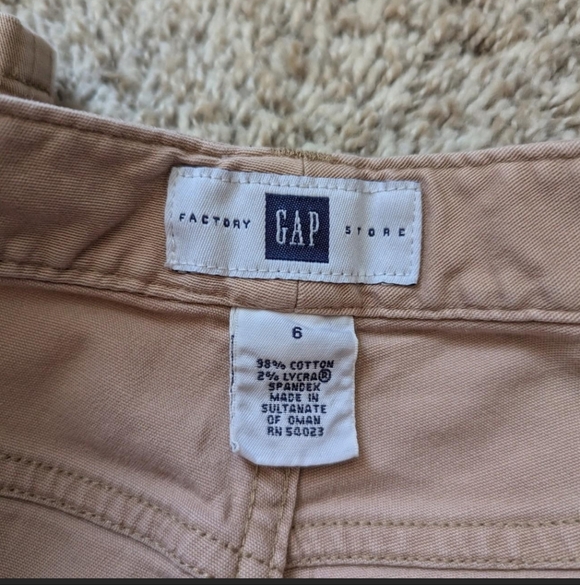 FACTORY GAP STORE
6
98% COTTON
2% LYCRA®
SPANDEX
MADE IN
SULTANATE
OF OMAN
RN 54023